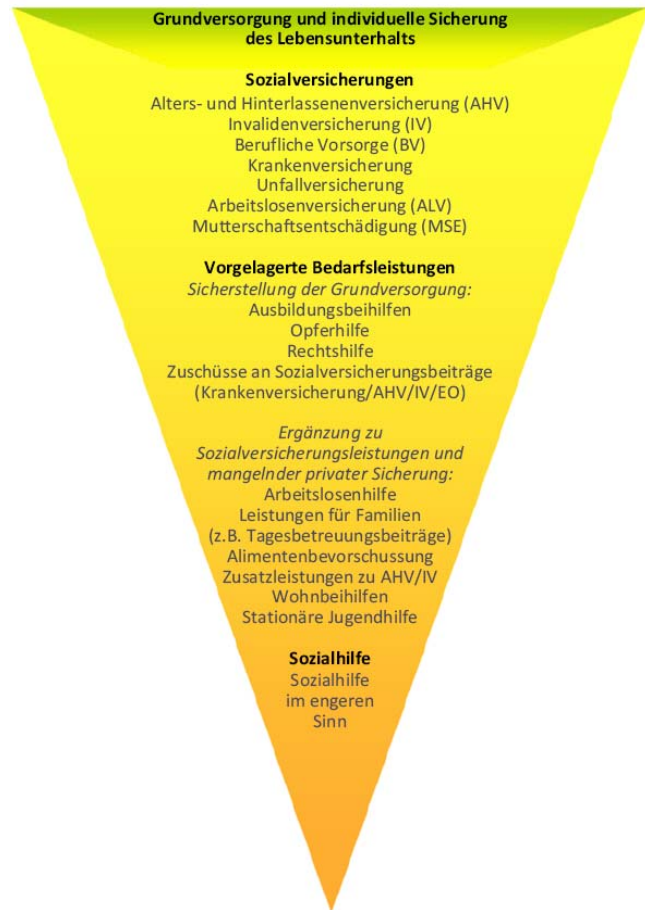 Grundversorgung und individuelle Sicherung
des Lebensunterhalts
Sozialversicherungen
Alters- und Hinterlassenenversicherung (AHV)
Invalidenversicherung (IV)
Berufliche Vorsorge (BV)
Krankenversicherung
Unfallversicherung
Arbeitslosenversicherung (ALV)
Mutterschaftsentschädigung (MSE)
Vorgelagerte Bedarfsleistungen
Sicherstellung der Grundversorgung:
Ausbildungsbeihilfen
Opferhilfe
Rechtshilfe
Zuschüsse an Sozialversicherungsbeiträge
(Krankenversicherung/AHV/IV/EO)
Ergänzung zu
Sozialversicherungsleistungen und
mangelnder privater Sicherung:
Arbeitslosenhilfe
Leistungen für Familien
(z.B. Tagesbetreuungsbeiträge)
Alimentenbevorschussung
Zusatzleistungen zu AHV/IV
Wohnbeihilfen
Stationäre Jugendhilfe
Sozialhilfe
Sozialhilfe
im engeren
Sinn